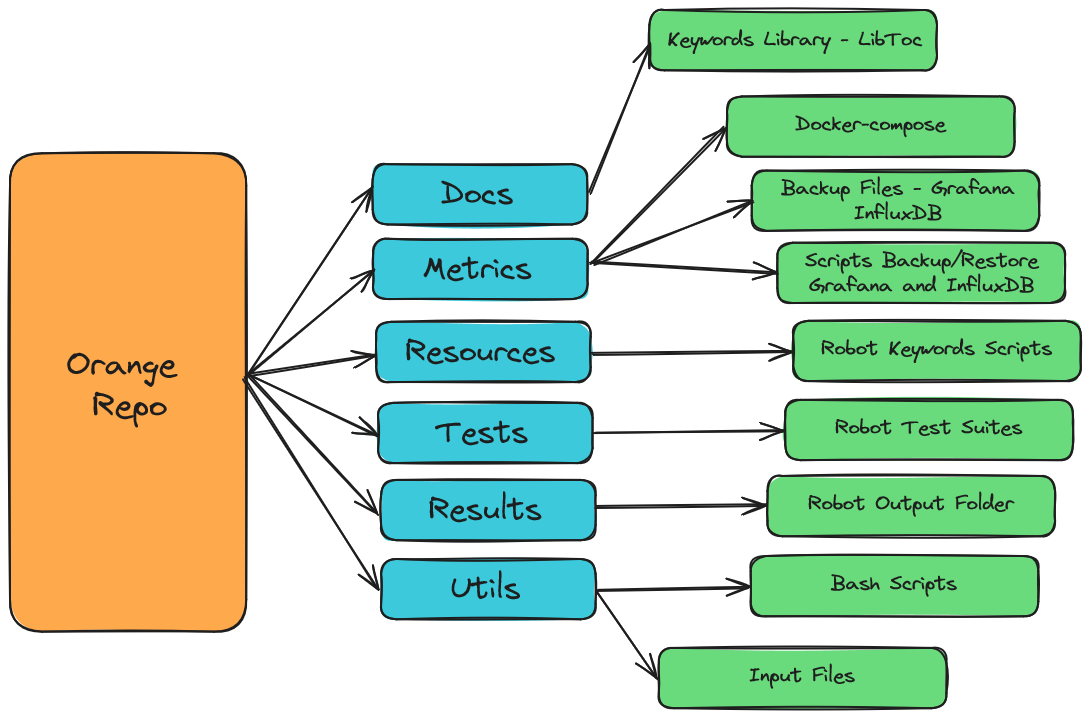 Orange
Repo
Docs
Metrics
Resources
Tests
Results
Utils
Keywords Library - LibToc
Docker-compose
Backup Files - Grafana
InfluxDB
Scripts Backup/Restore
Grafana and InfluxDB
Robot Keywords Scripts
Robot Test Suites
Robot Output Folder
Bash Scripts
Input Files